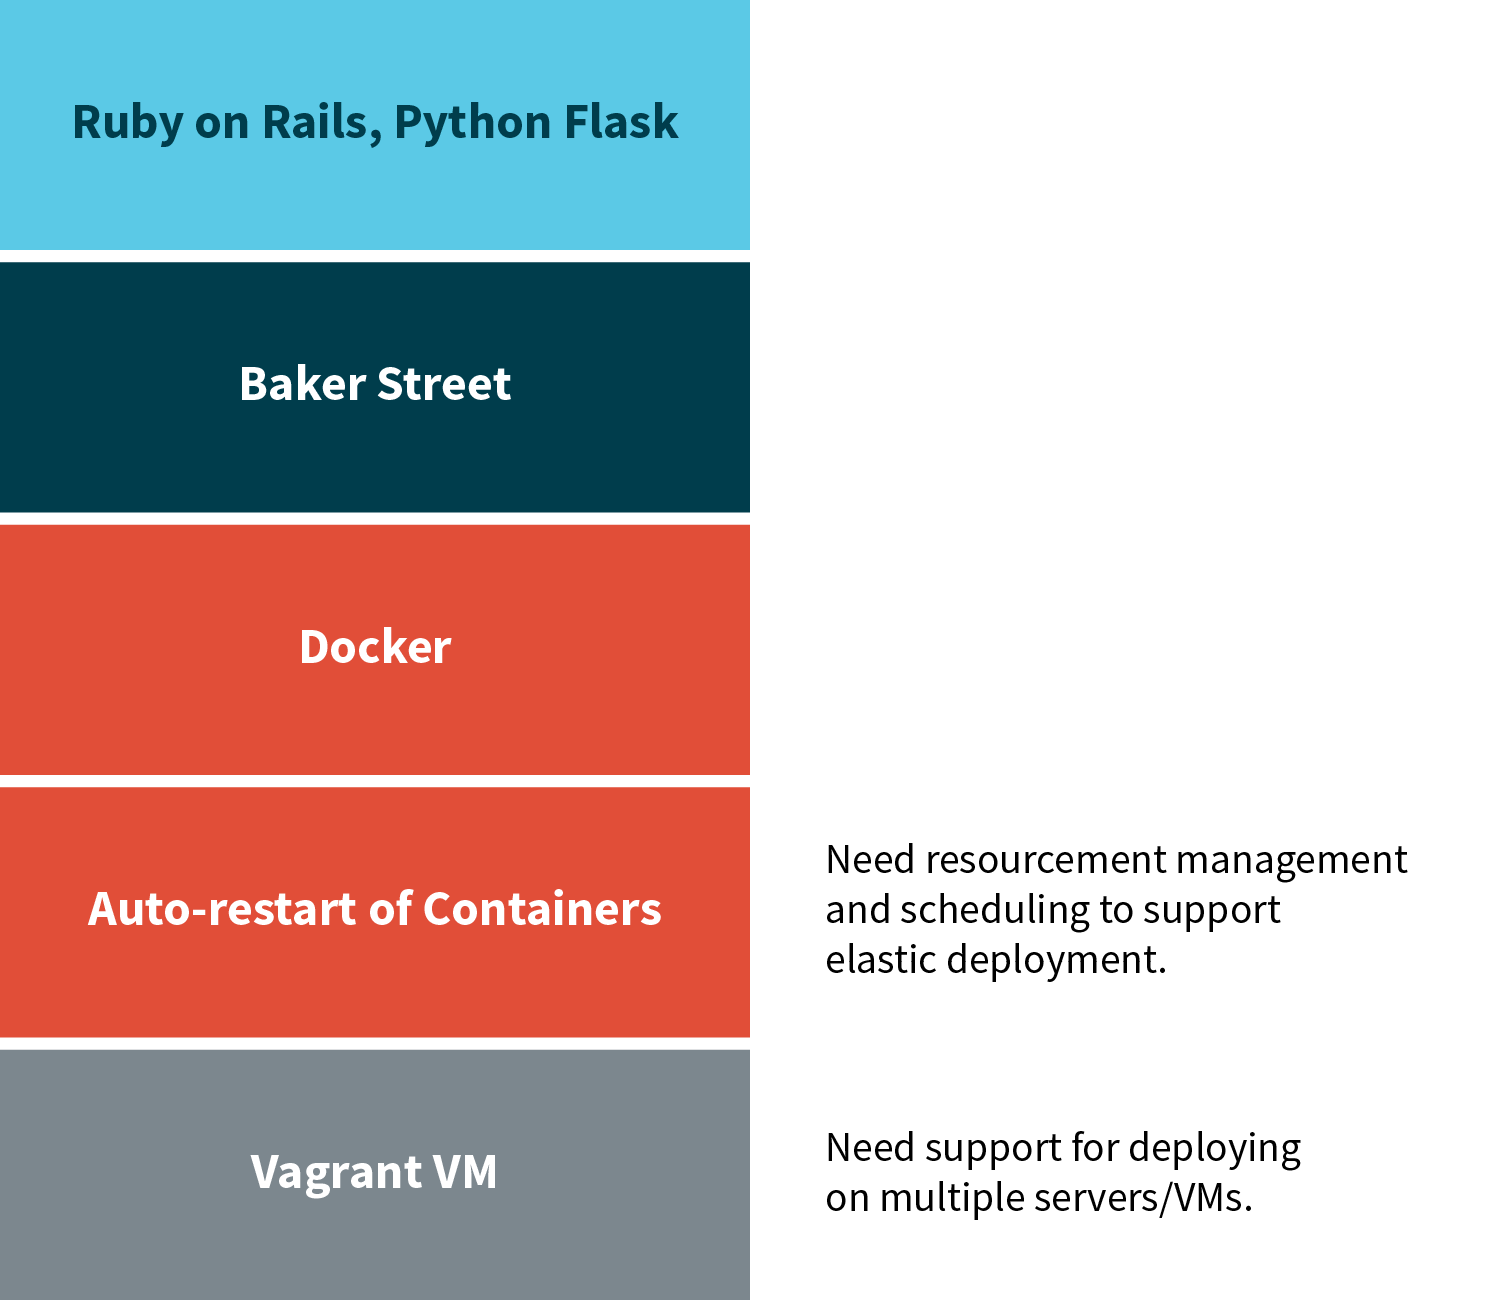 Ruby on Rails, Python Flask
Baker Street
Docker
Auto-restart of Containers
Need resourcement management
and scheduling to support
elastic deployment.
Vagrant VM
Need support for deploying
on multiple servers/VMs.